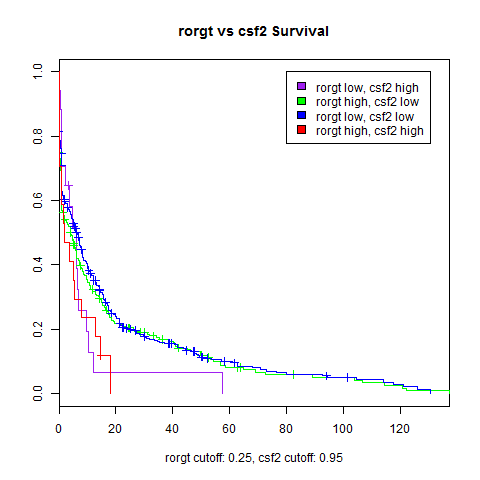 rorgt vs csf2 Survival
rorgt low, csf2 high
rorgt high, csf2 low
rorgt low, csf2 low
rorgt high, csf2 high
1.0
0.8
0.6
0.4
0.2
0.0
0 20 40 60 80 100 120
rorgt cutoff: 0.25, csf2 cutoff: 0.95